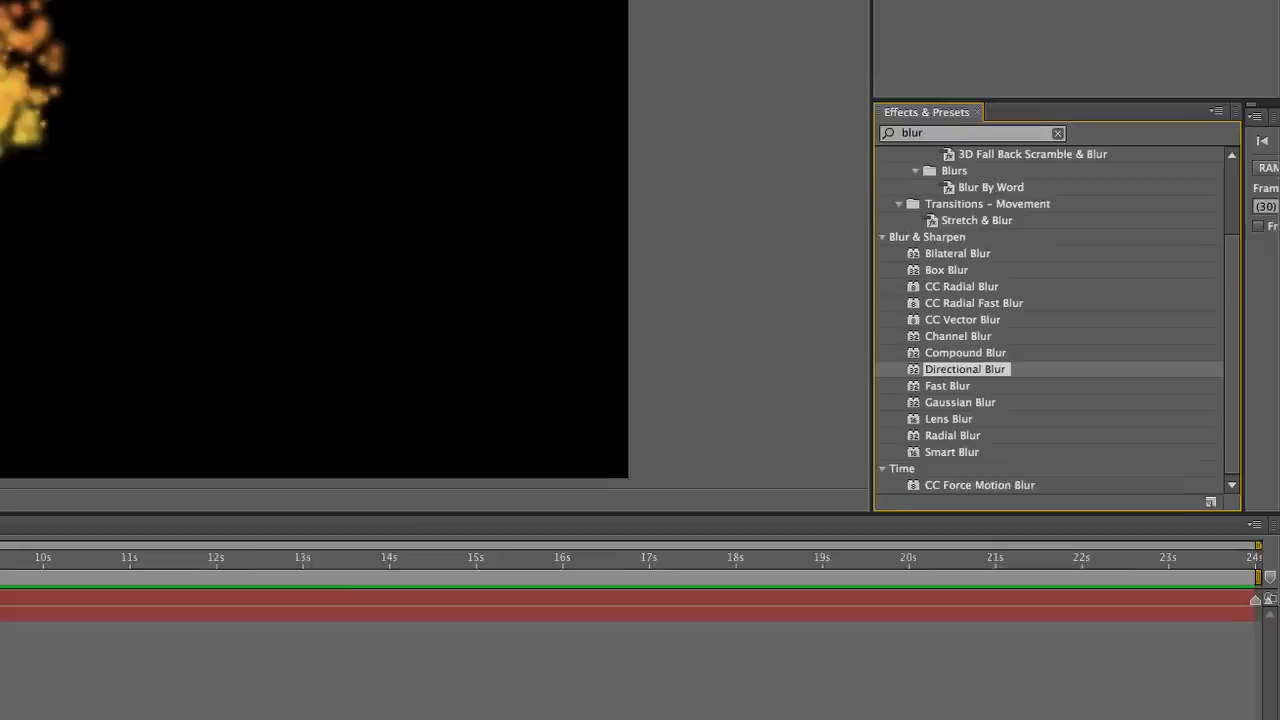 Effects & Presets
blur
3D Fall Back Scramble & Blur
Blurs
Blur By Word
Transitions - Movement
Stretch & Blur
Blur & Sharpen
Bilateral Blur
Box Blur
CC Radial Blur
CC Radial Fast Blur
CC Vector Blur
Channel Blur
Compound Blur
Directional Blur
Fast Blur
Gaussian Blur
Lens Blur
Radial Blur
Smart Blur
Time
CC Force Motion Blur
RAM
Fram
(30)
Fr
10s 11s 12s 13s 14s 15s 16s 17s 18s 19s 20s 21s 22s 23s 24s